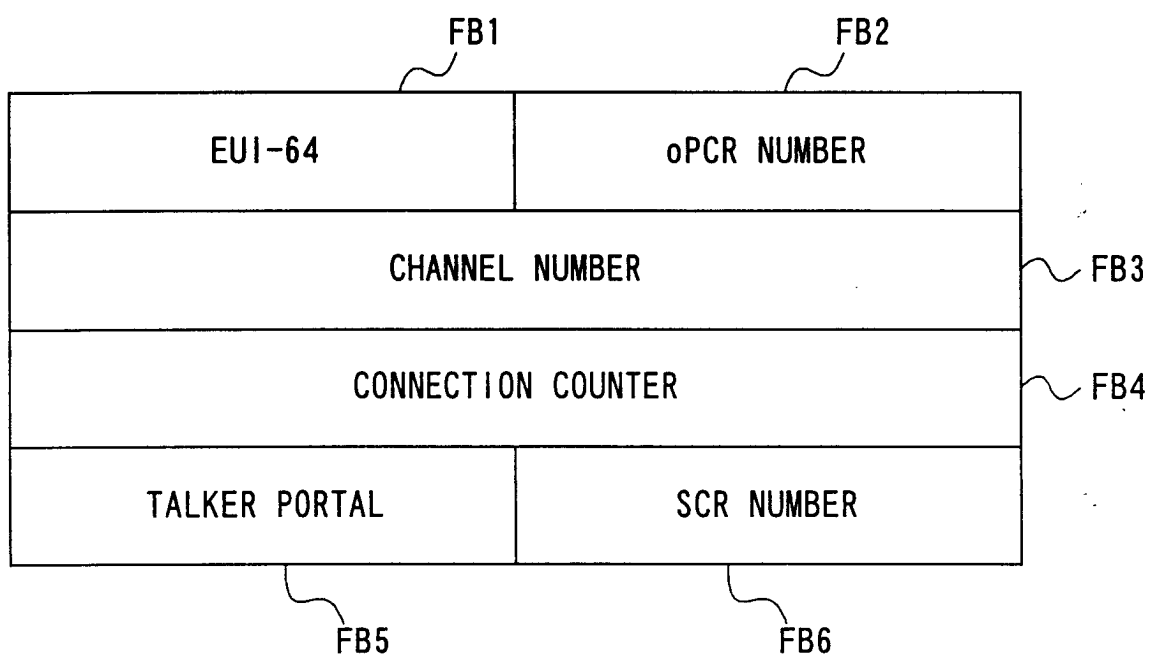 FB1
FB2
EUI-64
oPCR NUMBER
CHANNEL NUMBER
FB3
CONNECTION COUNTER
FB4
TALKER PORTAL
SCR NUMBER
FB5
FB6